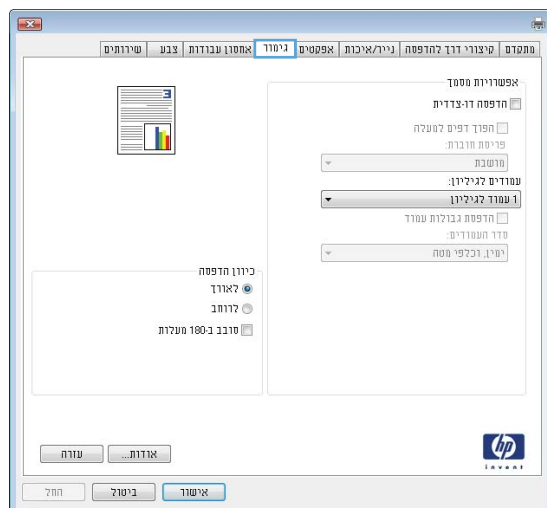 מתקדם קיצורי דרך להדפסה נייר/איכות אפקטים גימור אחסון עבודות צבע שירותים
אפשרויות מסמך
הדפסה דו-צדדית
הפוך דפים למעלה
פריסת חוברת:
מושבת
עמודים לגיליון:
1 עמוד לגיליון
הדפסת גבולות עמוד
סדר העמודים:
ימין, וכלפי מטה
3
כיוון הדפסה
לאורך
לרוחב
סובב ב-180 מעלות
hp
invent
אודות...
עזרה
אישור
ביטול
החל